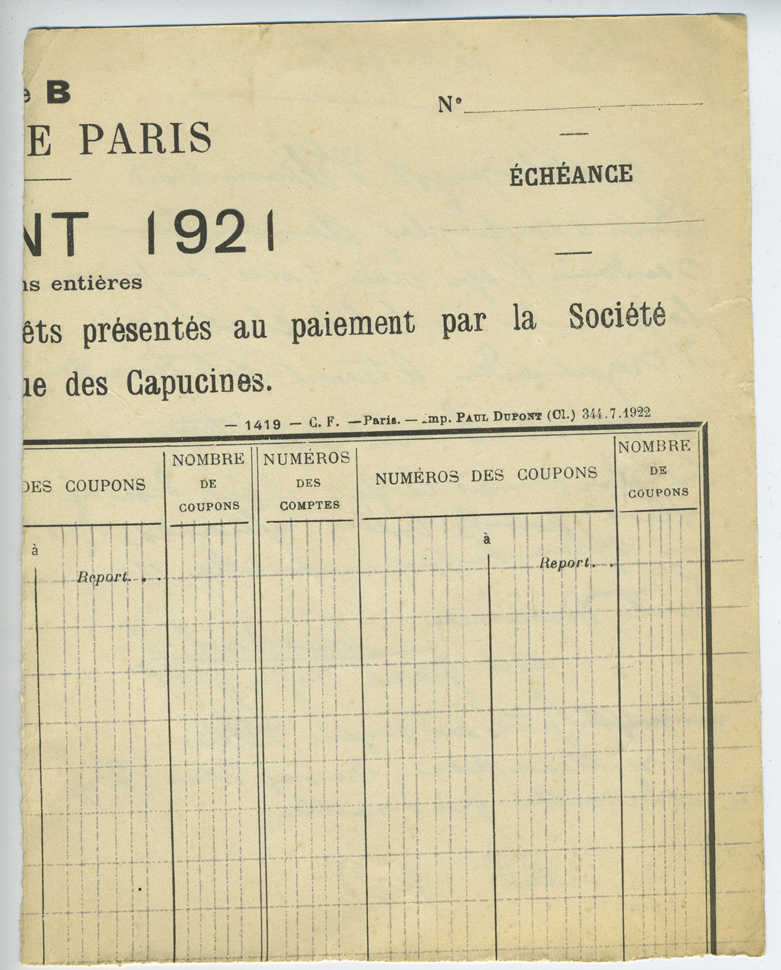 e B
E PARIS
N°
ÉCHÉANCE
NT 1921
ns entières
êts présentés au paiement par la Société
ue des Capucines.
— 1419 — C. F. — Paris. — Imp. PAUL DUPONT (Cl.) 344.7.1922
DES COUPONS
NOMBRE
DE
COUPONS
NUMÉROS
DES
COMPTES
NUMÉROS DES COUPONS
NOMBRE
DE
COUPONS
à
Report. . .
à
Report. . .